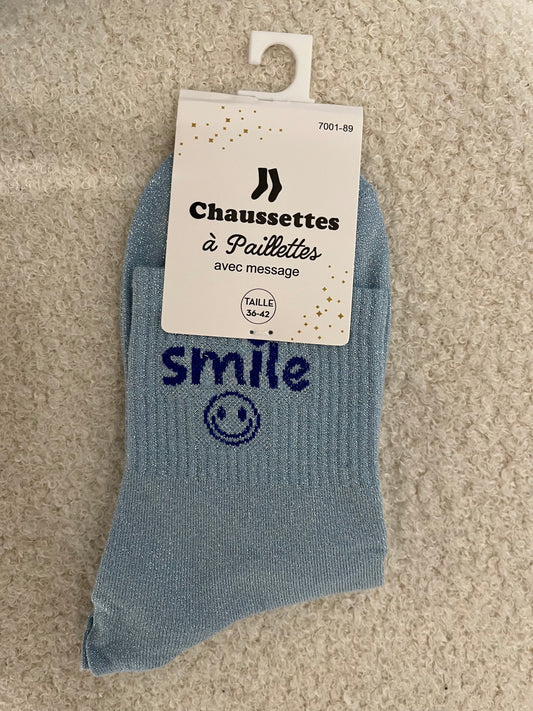 7001-89
Chaussettes
à Paillettes
avec message
TAILLE
36-42
smile